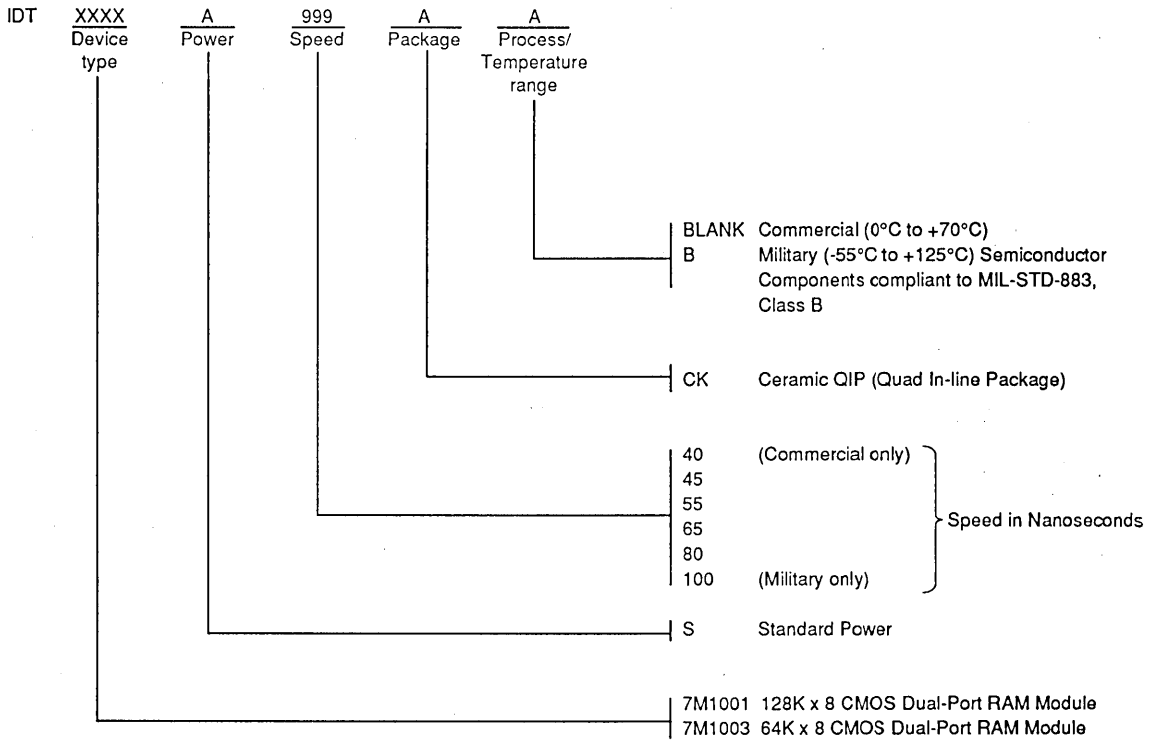 IDT XXXX A 999 A A
Device type Power Speed Package Process/ Temperature range
BLANK Commercial (0°C to +70°C)
B Military (-55°C to +125°C) Semiconductor
Components compliant to MIL-STD-883,
Class B
CK Ceramic QIP (Quad In-line Package)
40 (Commercial only)
45
55
65
80
100 (Military only)
Speed in Nanoseconds
S Standard Power
7M1001 128K x 8 CMOS Dual-Port RAM Module
7M1003 64K x 8 CMOS Dual-Port RAM Module